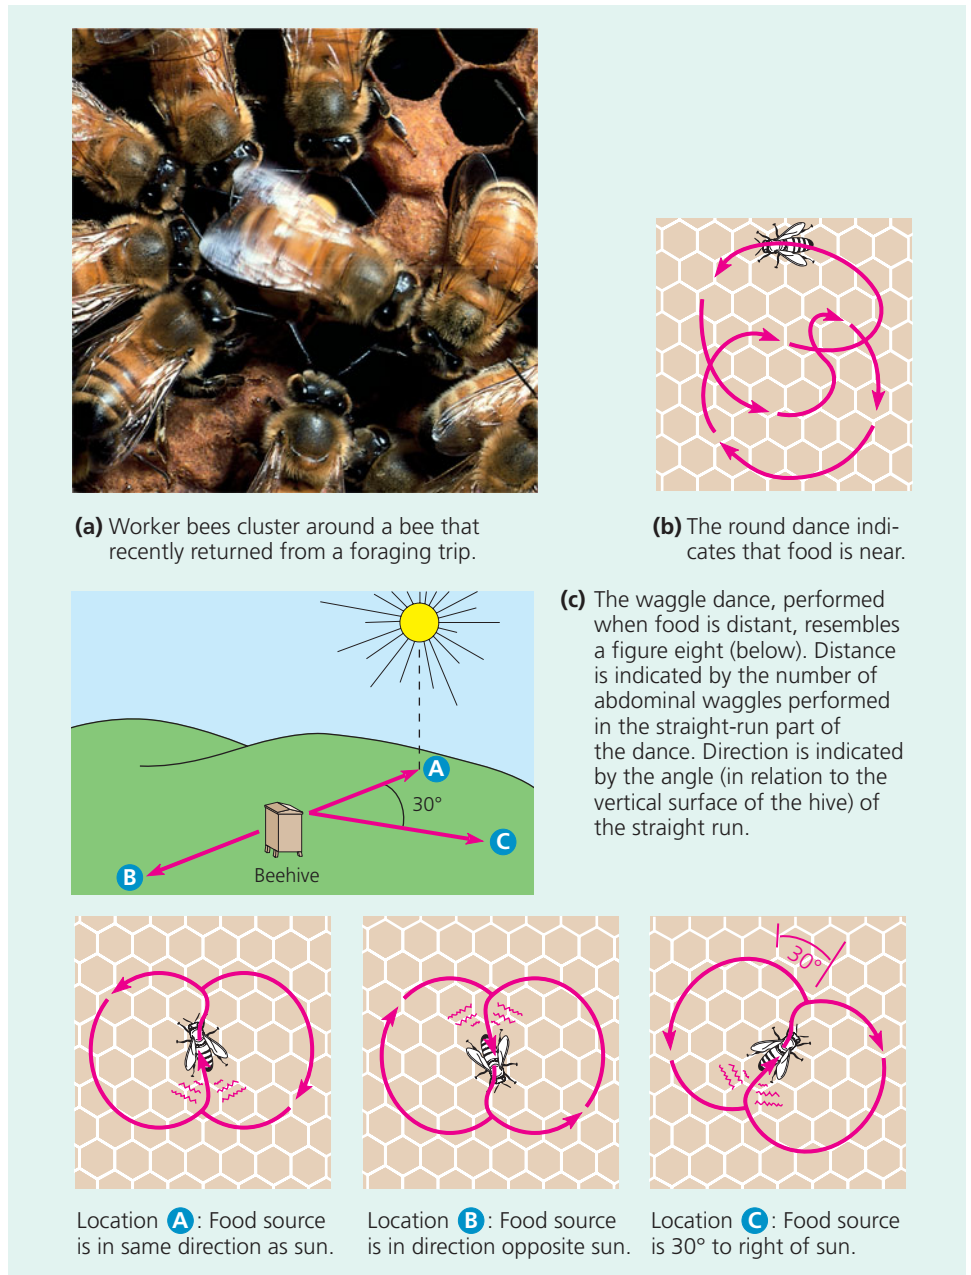 (a) Worker bees cluster around a bee that
recently returned from a foraging trip.
(b) The round dance indi-
cates that food is near.
(c) The waggle dance, performed
when food is distant, resembles
a figure eight (below). Distance
is indicated by the number of
abdominal waggles performed
in the straight-run part of
the dance. Direction is indicated
by the angle (in relation to the
vertical surface of the hive) of
the straight run.
A
30°
C
B
Beehive
30°
Location A: Food source
is in same direction as sun.
Location B: Food source
is in direction opposite sun.
Location C: Food source
is 30° to right of sun.